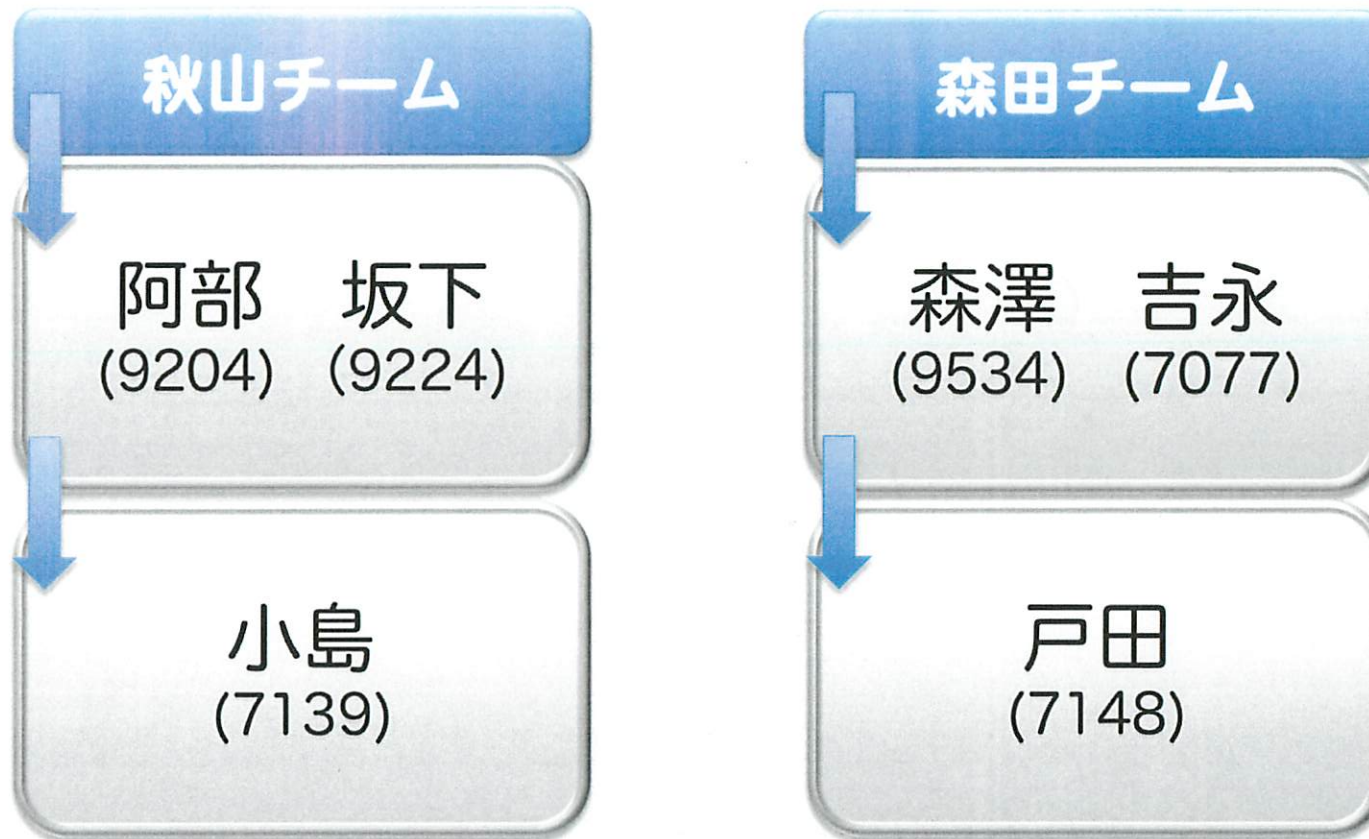 秋山チーム
阿部　坂下
(9204)　(9224)
小島
(7139)
森田チーム
森澤　吉永
(9534)　(7077)
戸田
(7148)